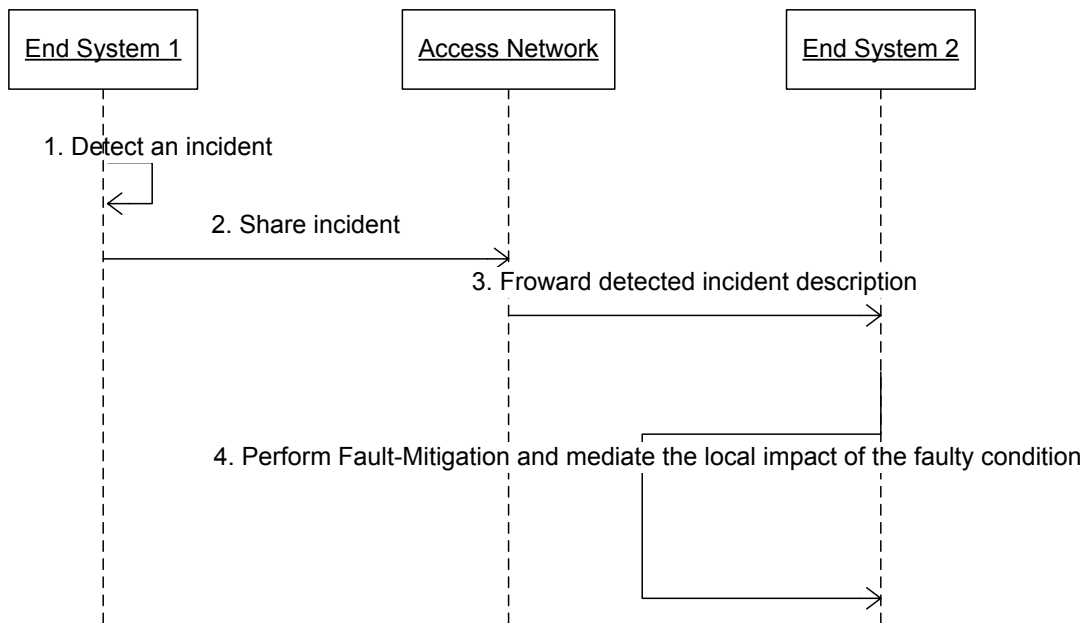 End System 1
Access Network
End System 2
1. Detect an incident
2. Share incident
3. Froward detected incident description
4. Perform Fault-Mitigation and mediate the local impact of the faulty condition